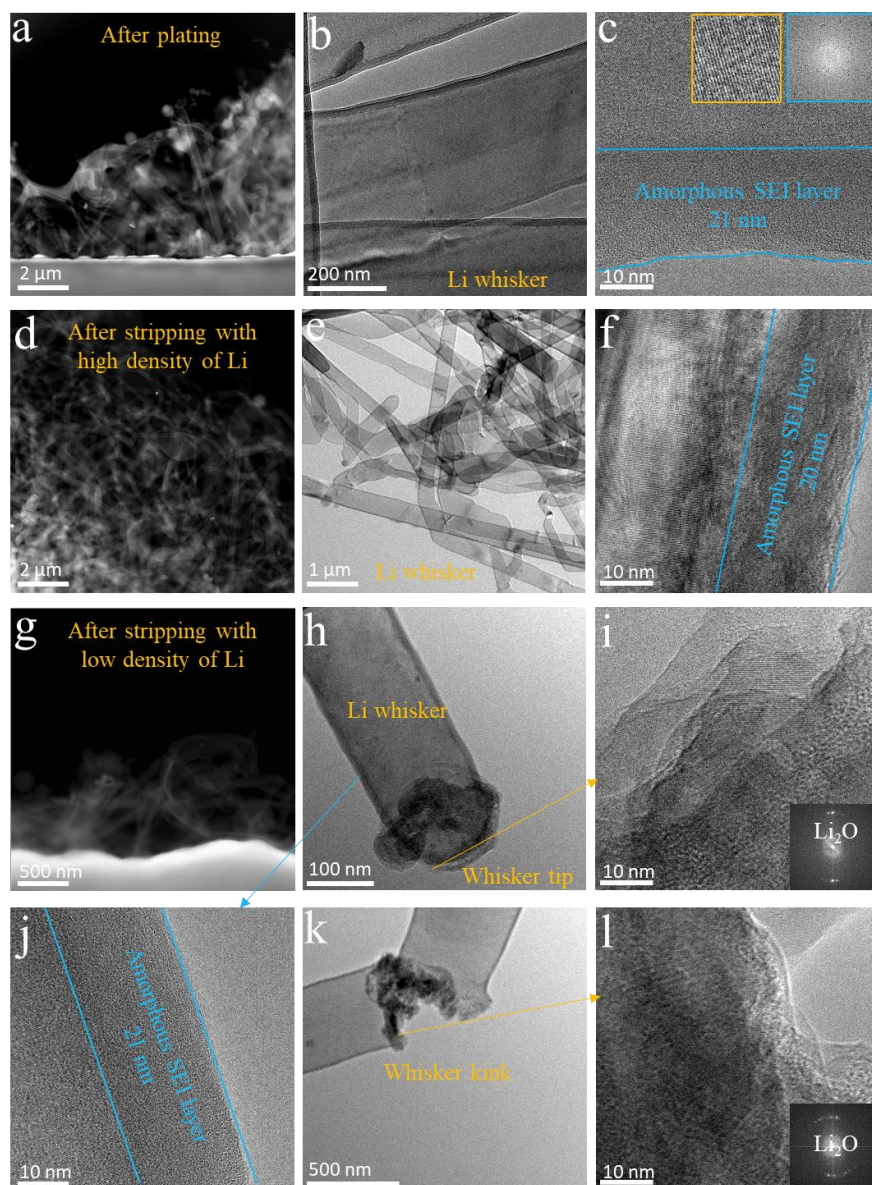 a
After plating
2 μm
b
200 nm
Li whisker
c
Amorphous SEI layer
21 nm
10 nm
d
After stripping with
high density of Li
2 μm
e
1 μm
Li whisker
f
Amorphous SEI layer
20 nm
10 nm
g
After stripping with
low density of Li
500 nm
h
Li whisker
100 nm
Whisker tip
i
10 nm
Li₂O
j
Amorphous SEI layer
21 nm
10 nm
k
Whisker kink
500 nm
l
10 nm
Li₂O